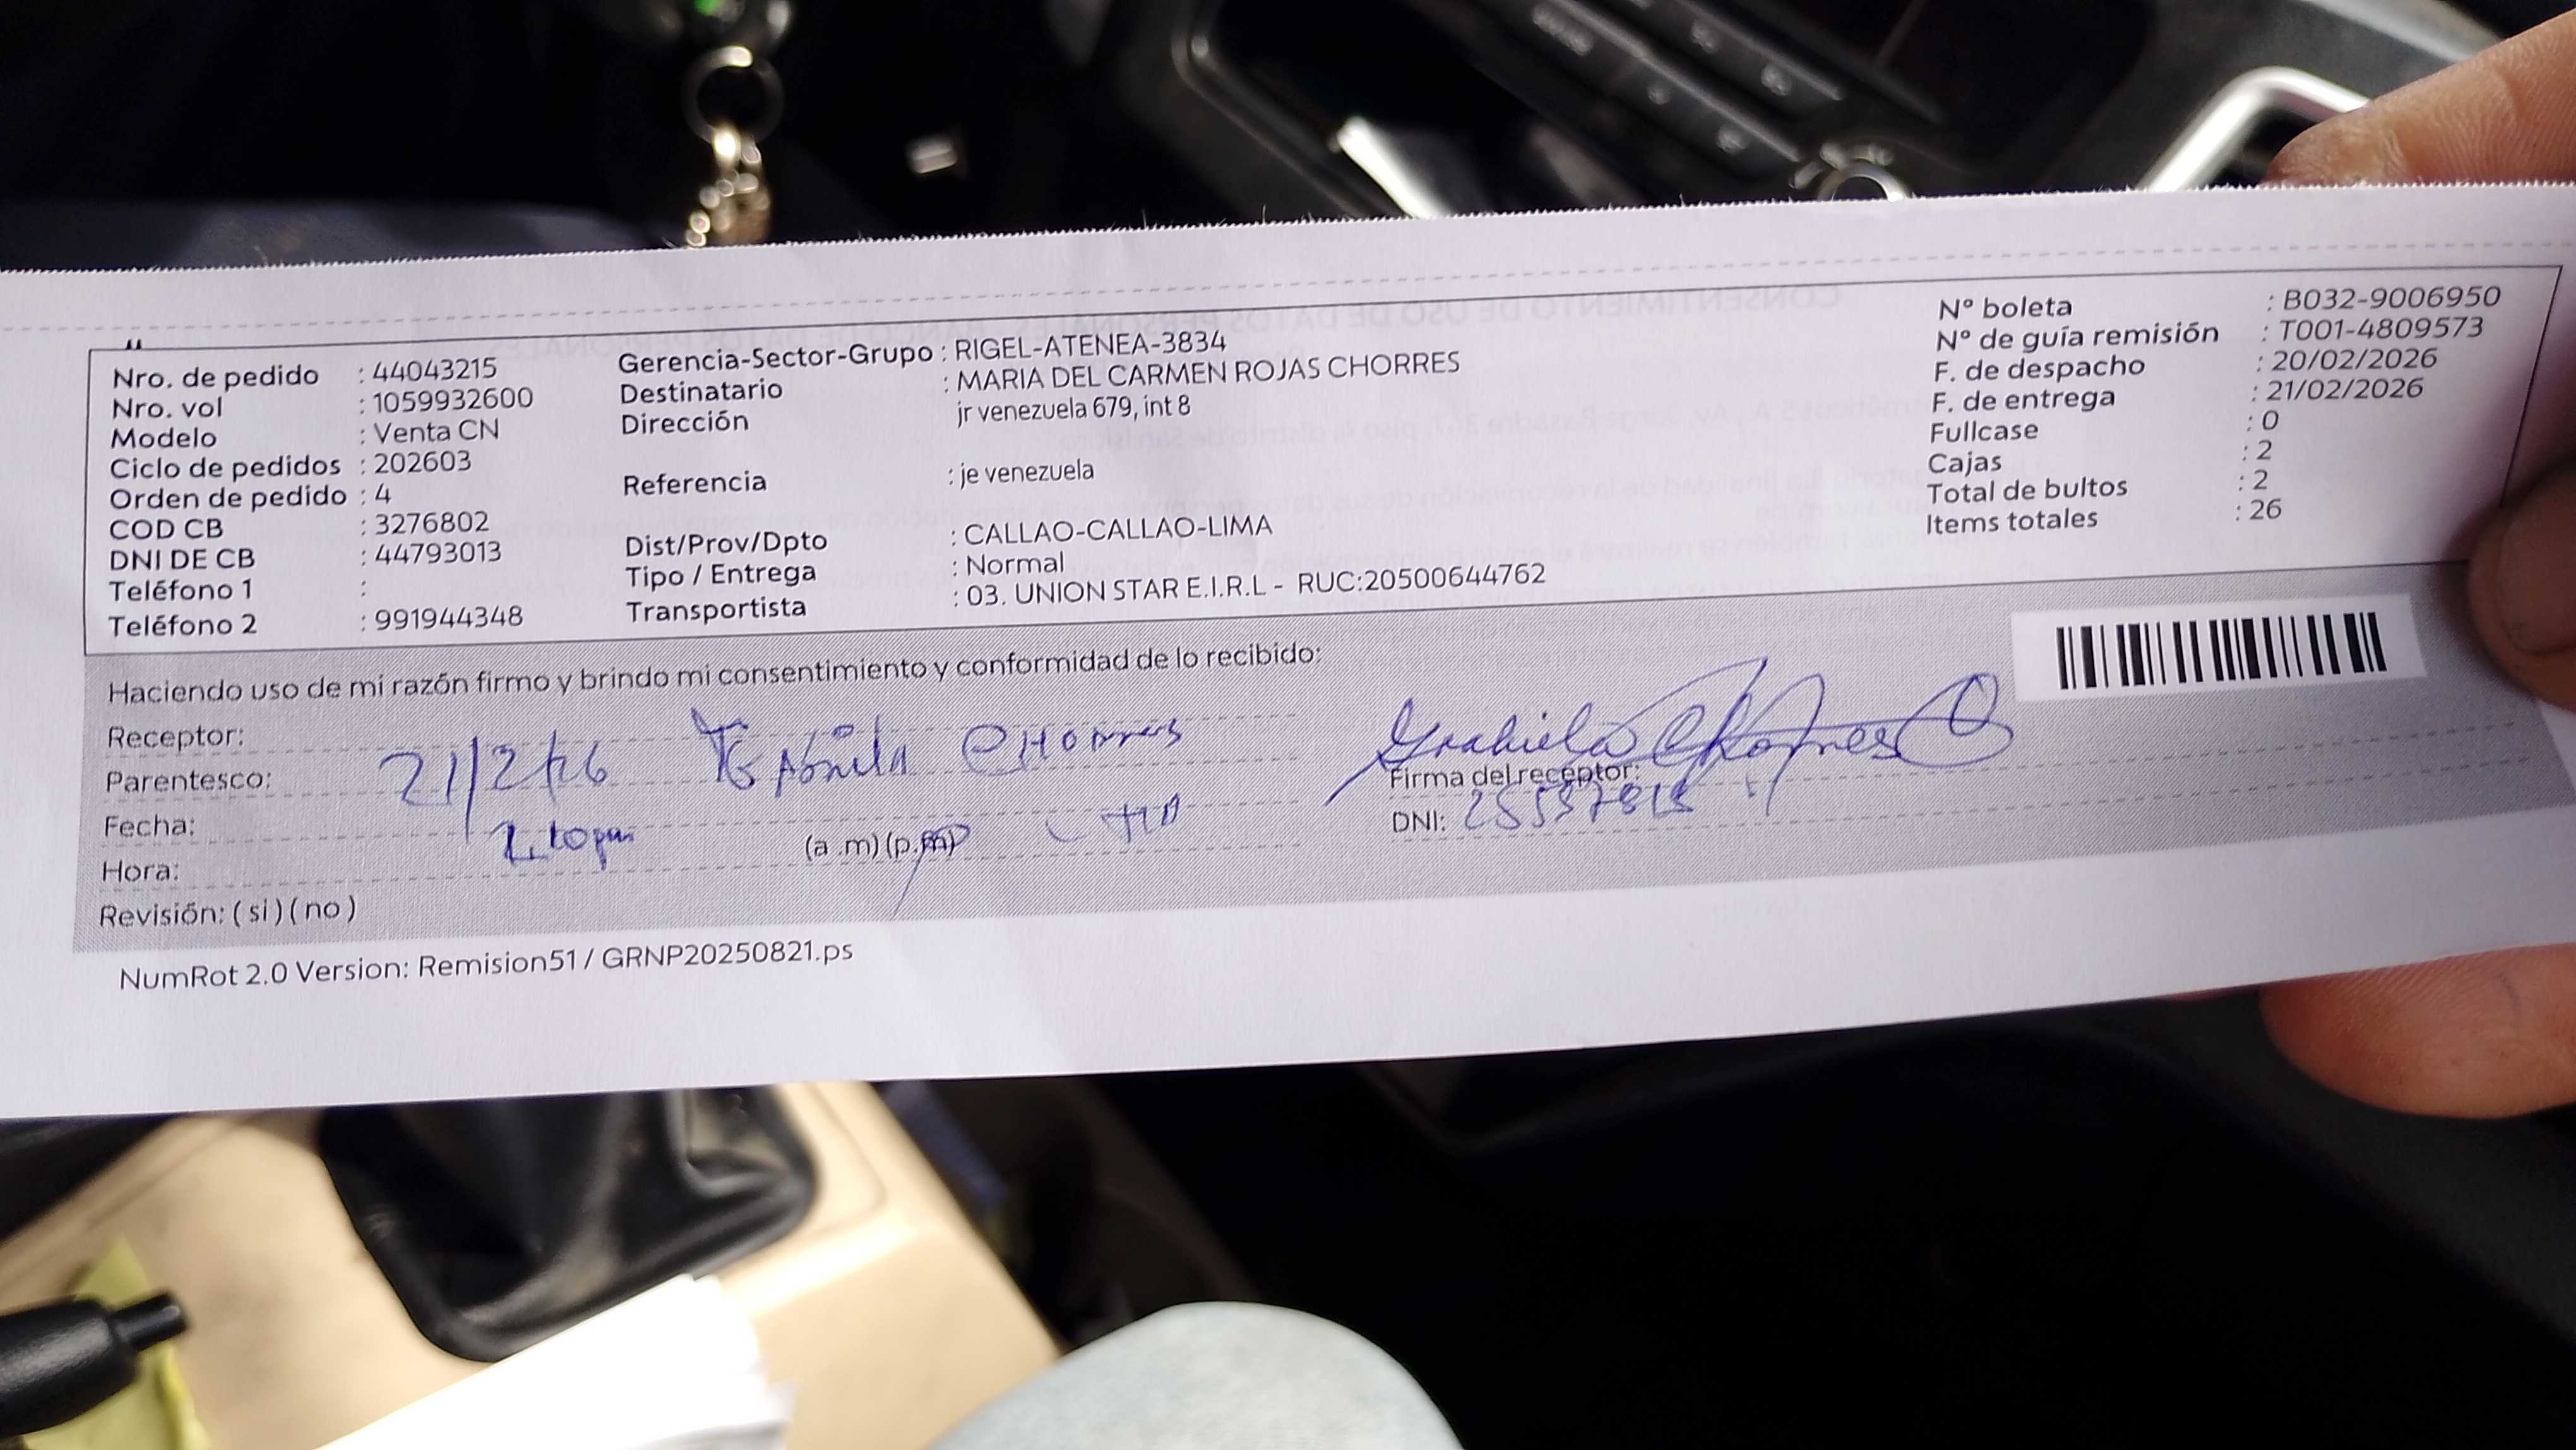 Nro. de pedido : 44043215
Nro. vol : 1059932600
Modelo : Venta CN
Ciclo de pedidos : 202603
Orden de pedido : 4
COD CB : 3276802
DNI DE CB : 44793013
Teléfono 1 :
Teléfono 2 : 991944348
Gerencia-Sector-Grupo : RIGEL-ATENEA-3834
Destinatario : MARIA DEL CARMEN ROJAS CHORRES
Dirección jr venezuela 679, int 8
Referencia : je venezuela
Dist/Prov/Dpto : CALLAO-CALLAO-LIMA
Tipo / Entrega : Normal
Transportista : 03. UNION STAR E.I.R.L - RUC:20500644762
N° boleta : B032-9006950
N° de guía remisión : T001-4809573
F. de despacho : 20/02/2026
F. de entrega : 21/02/2026
Fullcase : 0
Cajas : 2
Total de bultos : 2
Items totales : 26
Haciendo uso de mi razón firmo y brindo mi consentimiento y conformidad de lo recibido:
Receptor:
Parentesco: 21/2/26 CHorres
Fecha:
Hora: (a .m) (p.m)
Revisión: ( si ) ( no )
Grabiela Chorres
Firma del receptor:
DNI:
NumRot 2.0 Version: Remision51 / GRNP20250821.ps